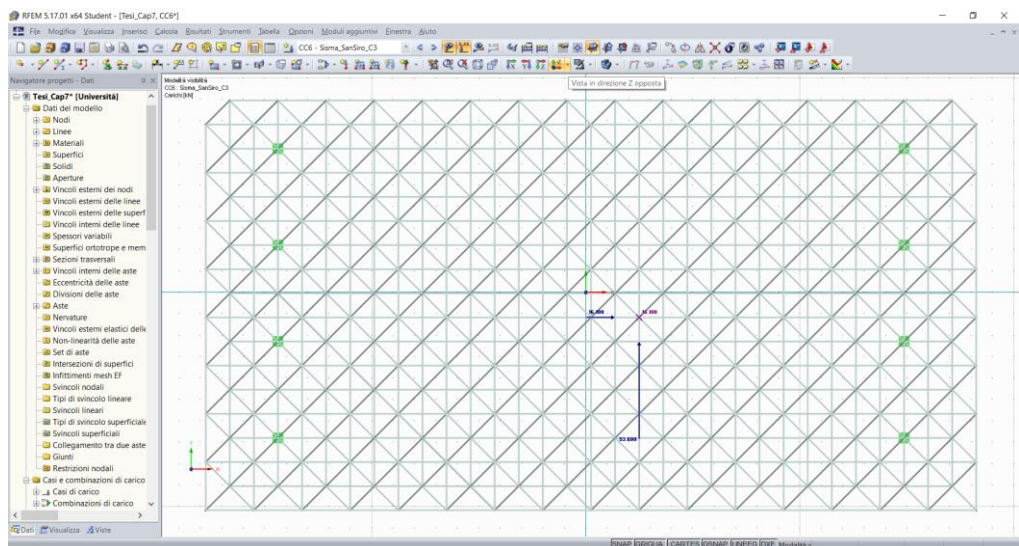 RFEM 5.17.01 x64 Student - [Tesi_Cap7, CC6*]
File Modifica Visualizza Inserisci Calcola Risultati Strumenti Tabella Opzioni Moduli aggiuntivi Finestra Aiuto
CC6 - Sisma_SanSiro_C3
Navigatore progetti - Dati
Modalità visibilità
CC6 : Sisma_SanSiro_C3
Carichi [kN]
Vista in direzione Z opposta
Tesi_Cap7* [Università]
Dati del modello
Nodi
Linee
Materiali
Superfici
Solidi
Aperture
Vincoli esterni dei nodi
Vincoli esterni delle linee
Vincoli esterni delle superf
Vincoli interni delle linee
Spessori variabili
Superfici ortotrope e mem
Sezioni trasversali
Vincoli interni delle aste
Eccentricità delle aste
Divisioni delle aste
Aste
Nervature
Vincoli esterni elastici delle
Non-linearità delle aste
Set di aste
Intersezioni di superfici
Infittimenti mesh EF
Svincoli nodali
Tipi di svincolo lineare
Svincoli lineari
Tipi di svincolo superficiale
Svincoli superficiali
Collegamento tra due aste
Giunti
Restrizioni nodali
Casi e combinazioni di carico
Casi di carico
Combinazioni di carico
53.600
Y
X
Dati Visualizza Viste
SNAP GRIGLIA CARTES OSNAP LINEEG DXF